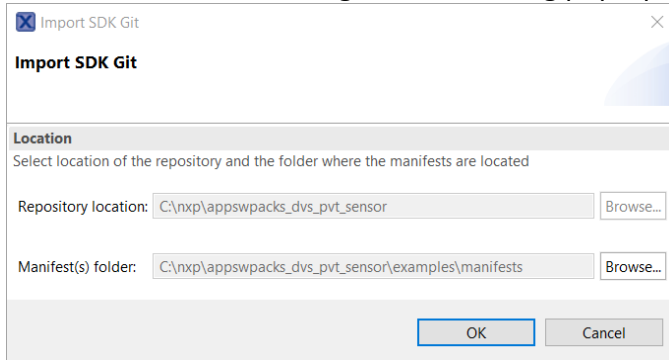 Import SDK Git
Import SDK Git
Location
Select location of the repository and the folder where the manifests are located
Repository location: C:\nxp\appswpacks_dvs_pvt_sensor Browse...
Manifest(s) folder: C:\nxp\appswpacks_dvs_pvt_sensor\examples\manifests Browse...
OK Cancel